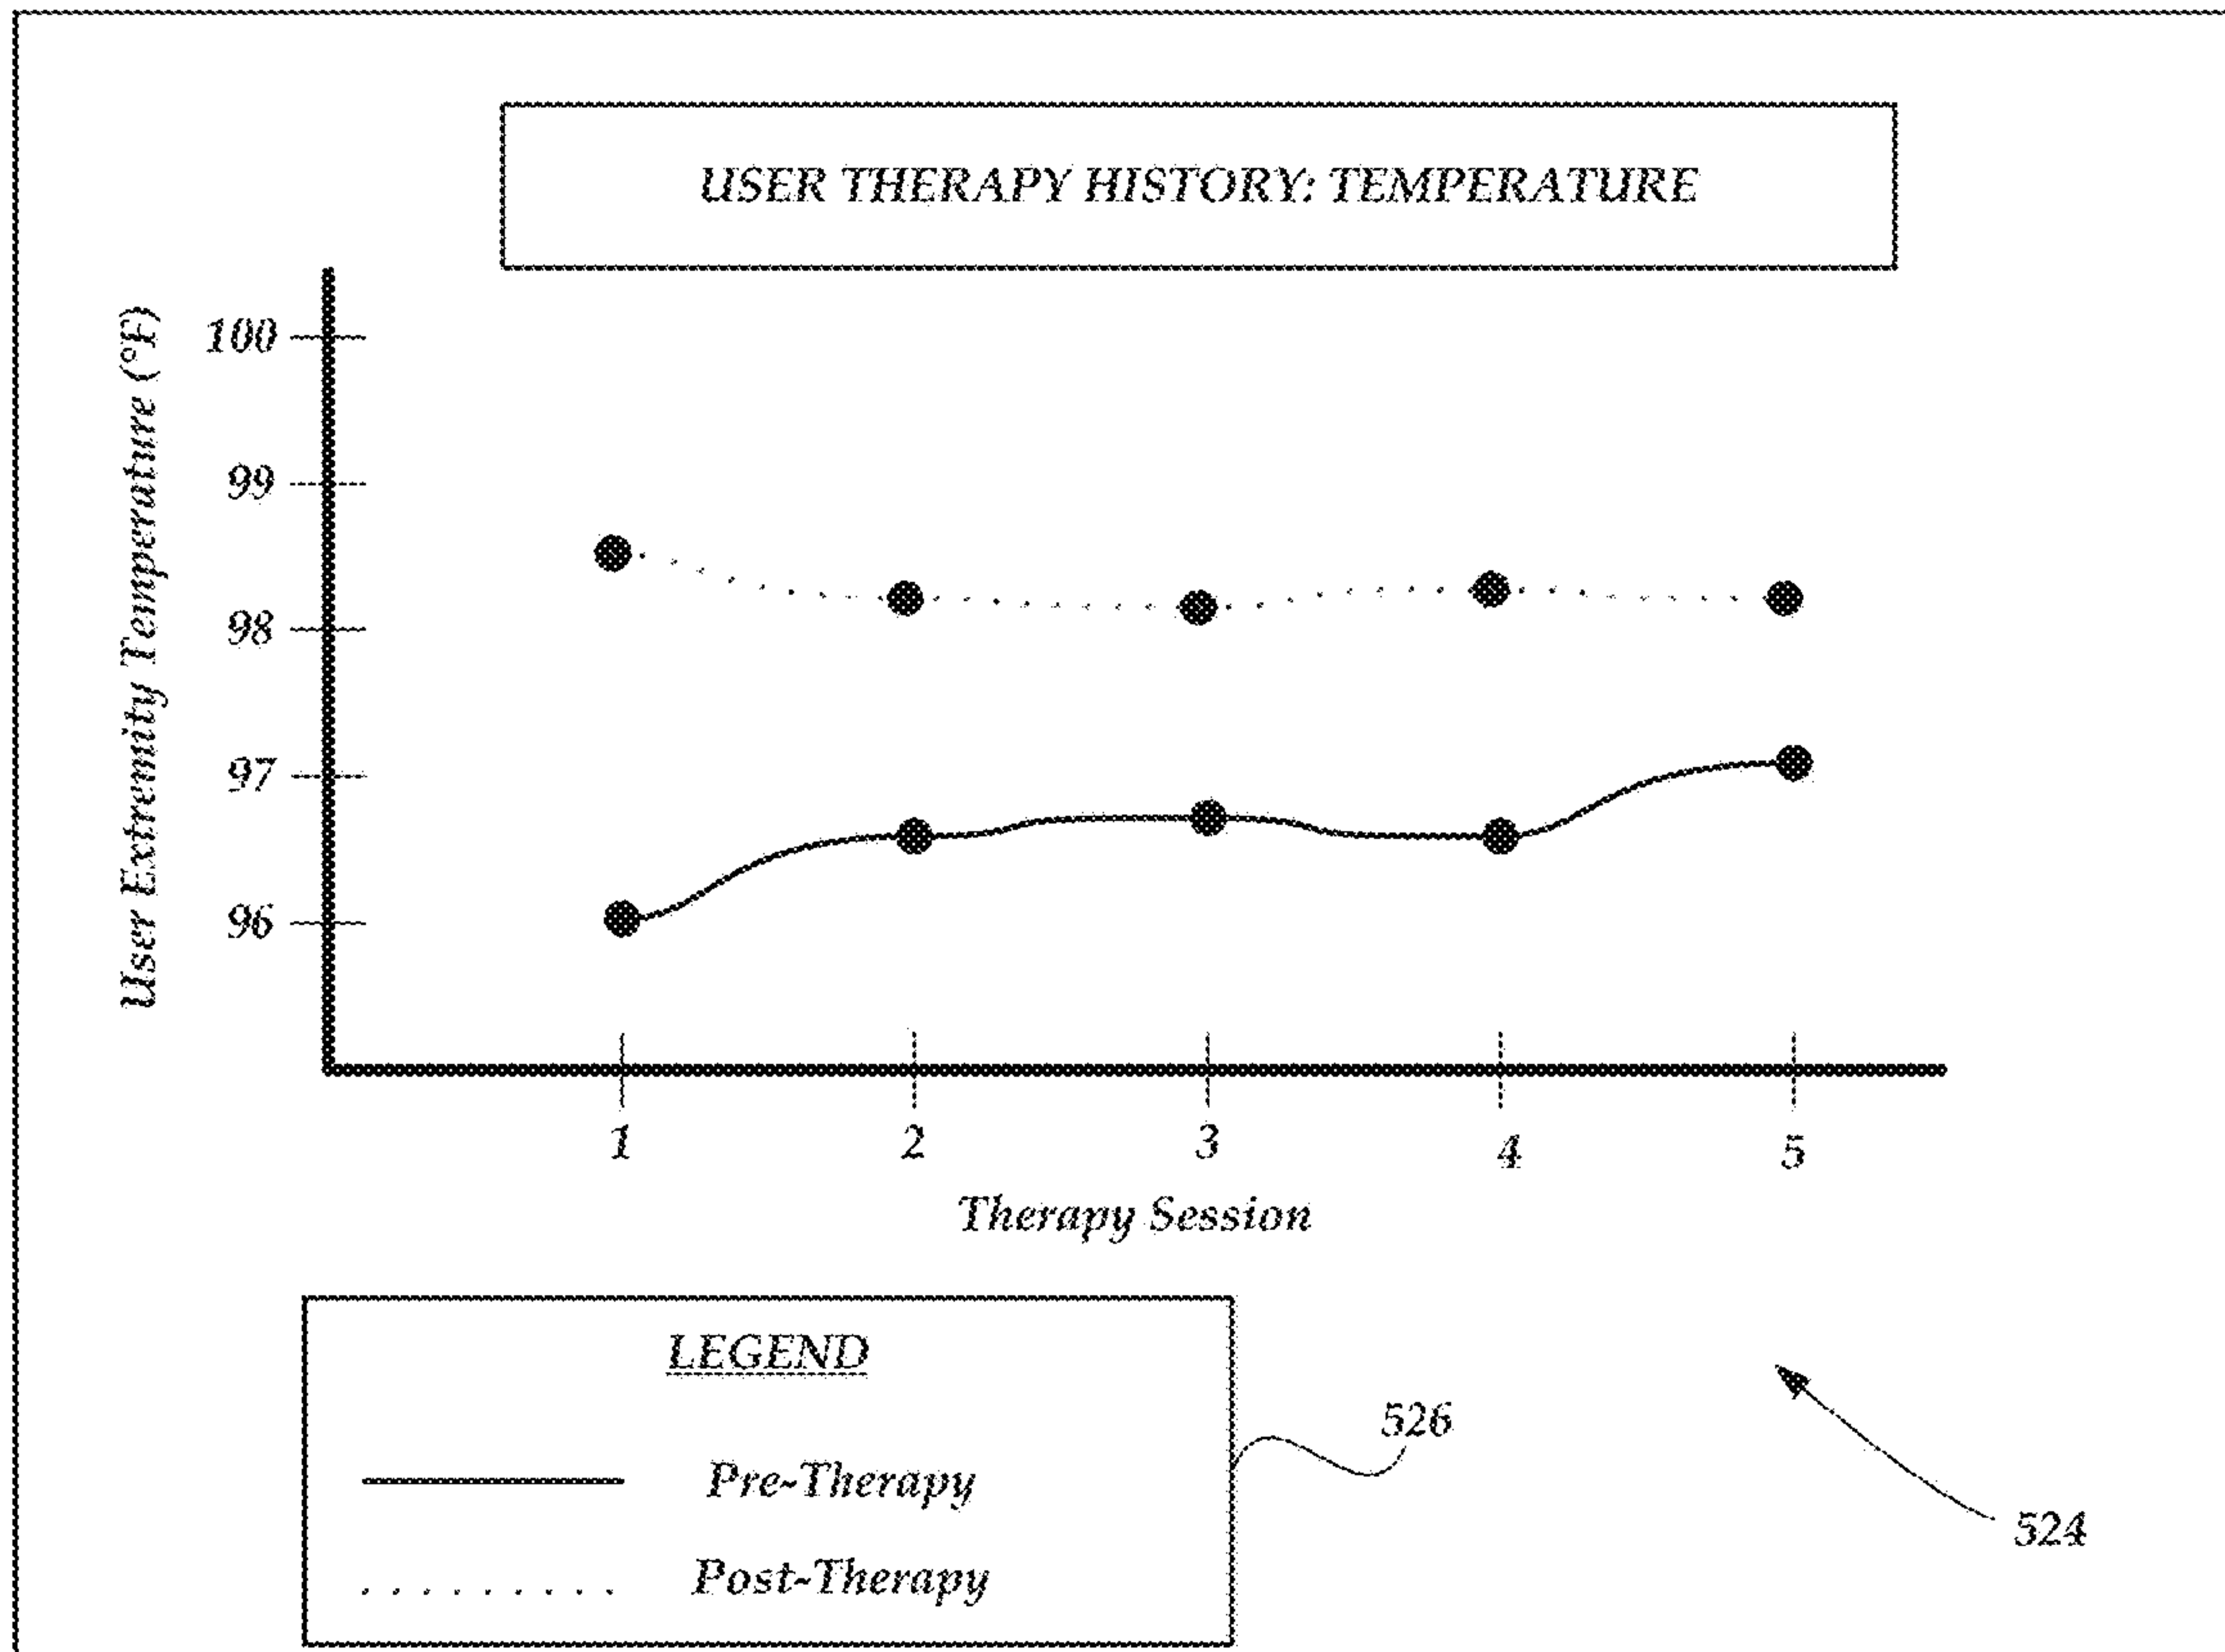 USER THERAPY HISTORY: TEMPERATURE
User Extremity Temperature (°F)
100
99
98
97
96
1
2
3
4
5
Therapy Session
LEGEND
Pre-Therapy
Post-Therapy
526
524